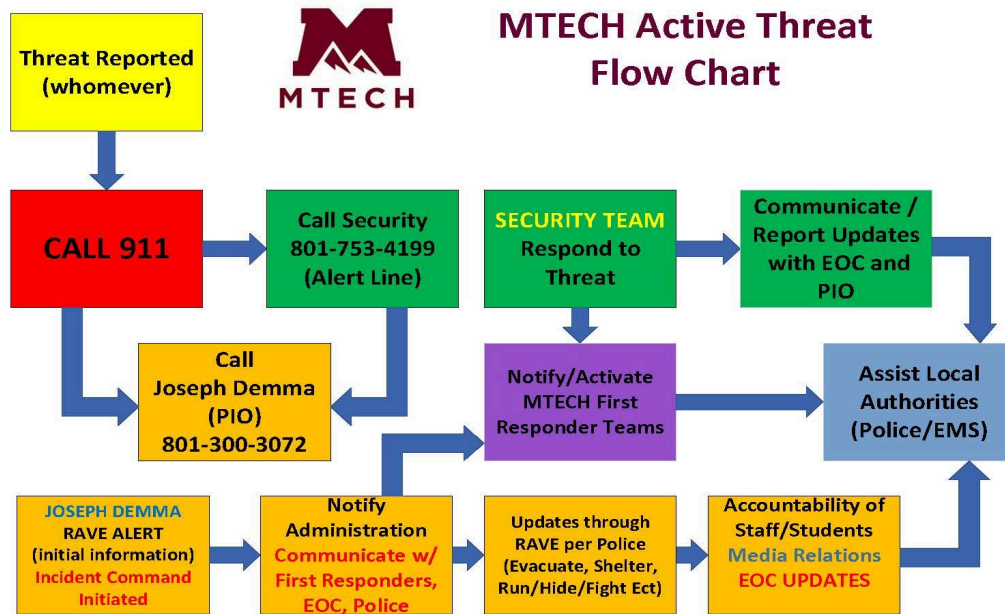 MTECH Active Threat
Flow Chart
M
MTECH
Threat Reported
(whomever)
CALL 911
Call Security
801-753-4199
(Alert Line)
SECURITY TEAM
Respond to
Threat
Communicate /
Report Updates
with EOC and
PIO
Call
Joseph Demma
(PIO)
801-300-3072
Notify/Activate
MTECH First
Responder Teams
Assist Local
Authorities
(Police/EMS)
JOSEPH DEMMA
RAVE ALERT
(initial information)
Incident Command
Initiated
Notify
Administration
Communicate w/
First Responders,
EOC, Police
Updates through
RAVE per Police
(Evacuate, Shelter,
Run/Hide/Fight Ect)
Accountability of
Staff/Students
Media Relations
EOC UPDATES